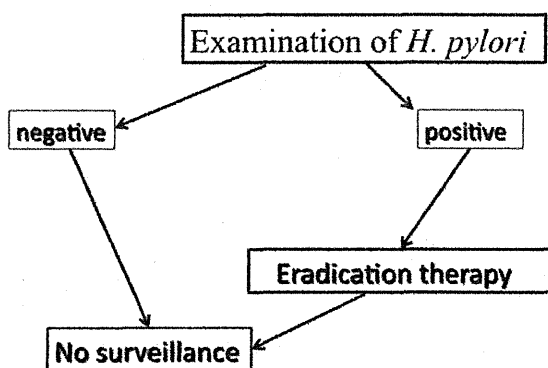 Examination of H. pylori
negative
positive
Eradication therapy
No surveillance